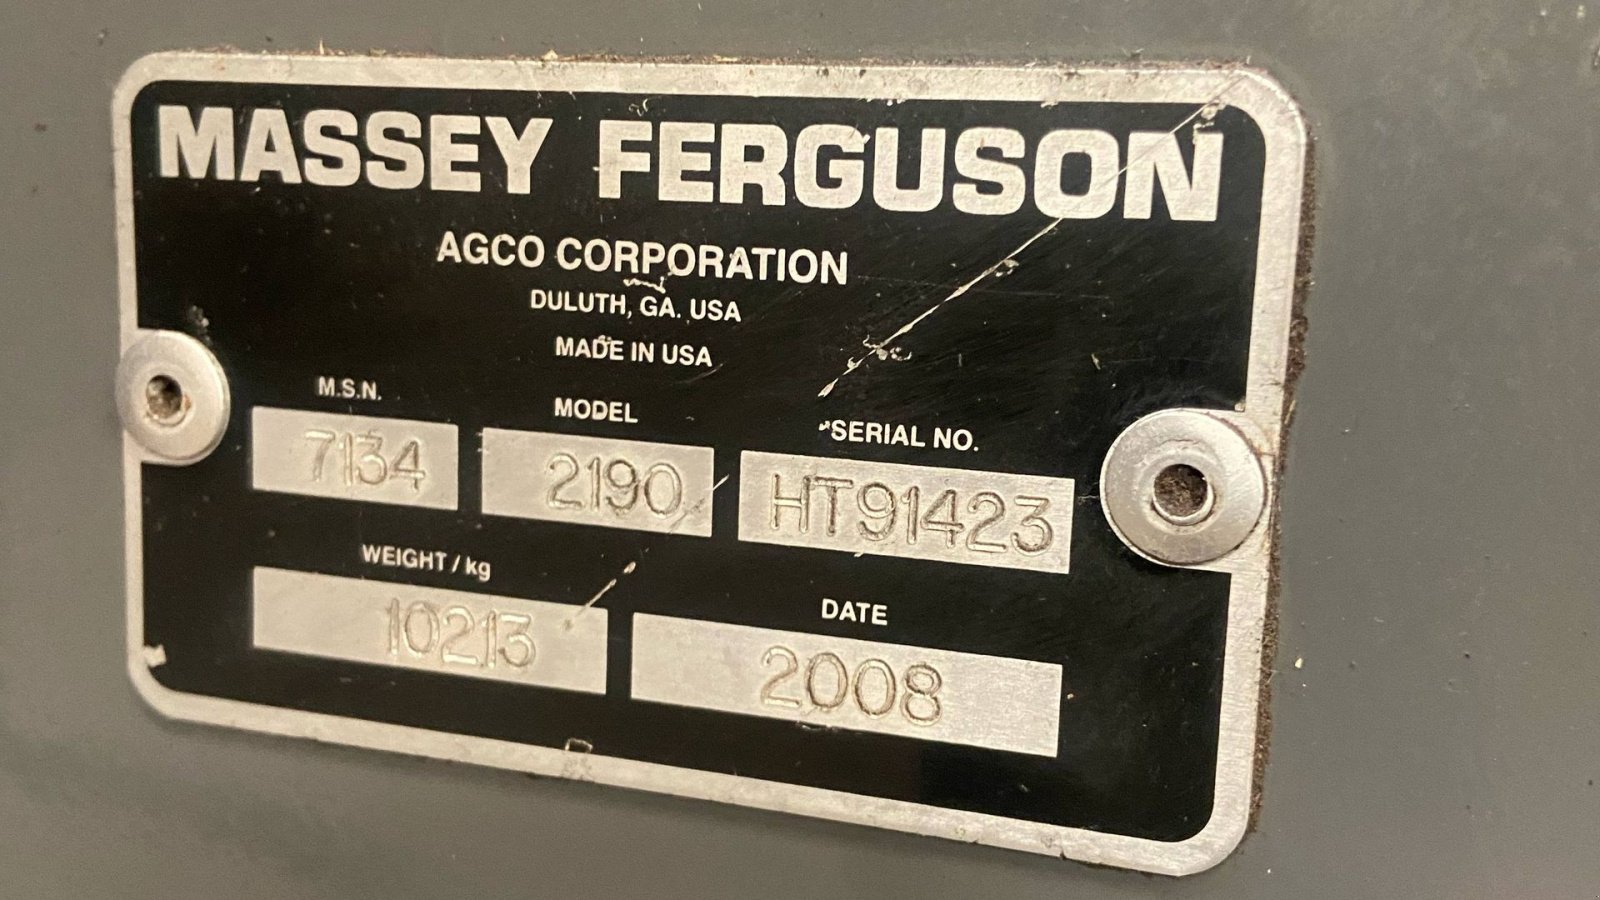 MASSEY FERGUSON
AGCO CORPORATION
DULUTH, GA. USA
MADE IN USA
M.S.N. MODEL SERIAL NO.
7134 2190 HT91423
WEIGHT / kg DATE
10213 2008